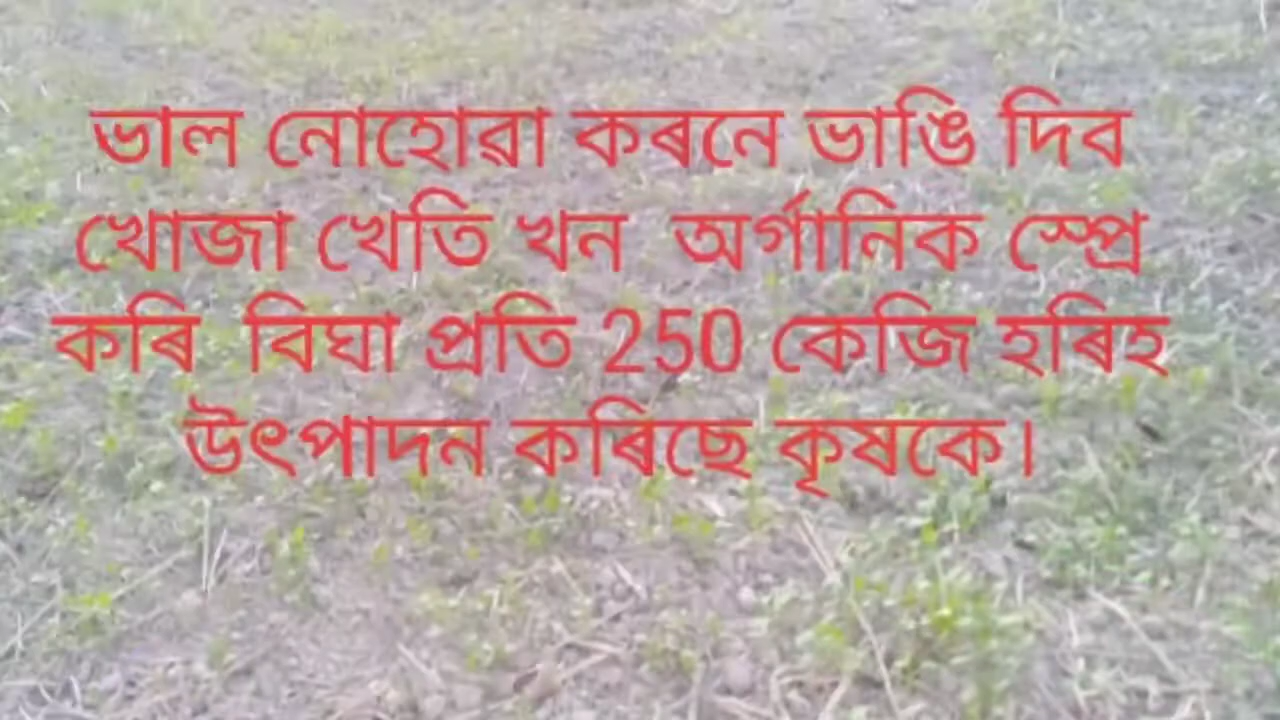 ভাল নোহোৱা কৰনে ভাঙি দিব
খোজা খেতি খন অৰ্গানিক স্প্ৰে
কৰি বিঘা প্ৰতি 250 কেজি হৰিহ
উৎপাদন কৰিছে কৃষকে।